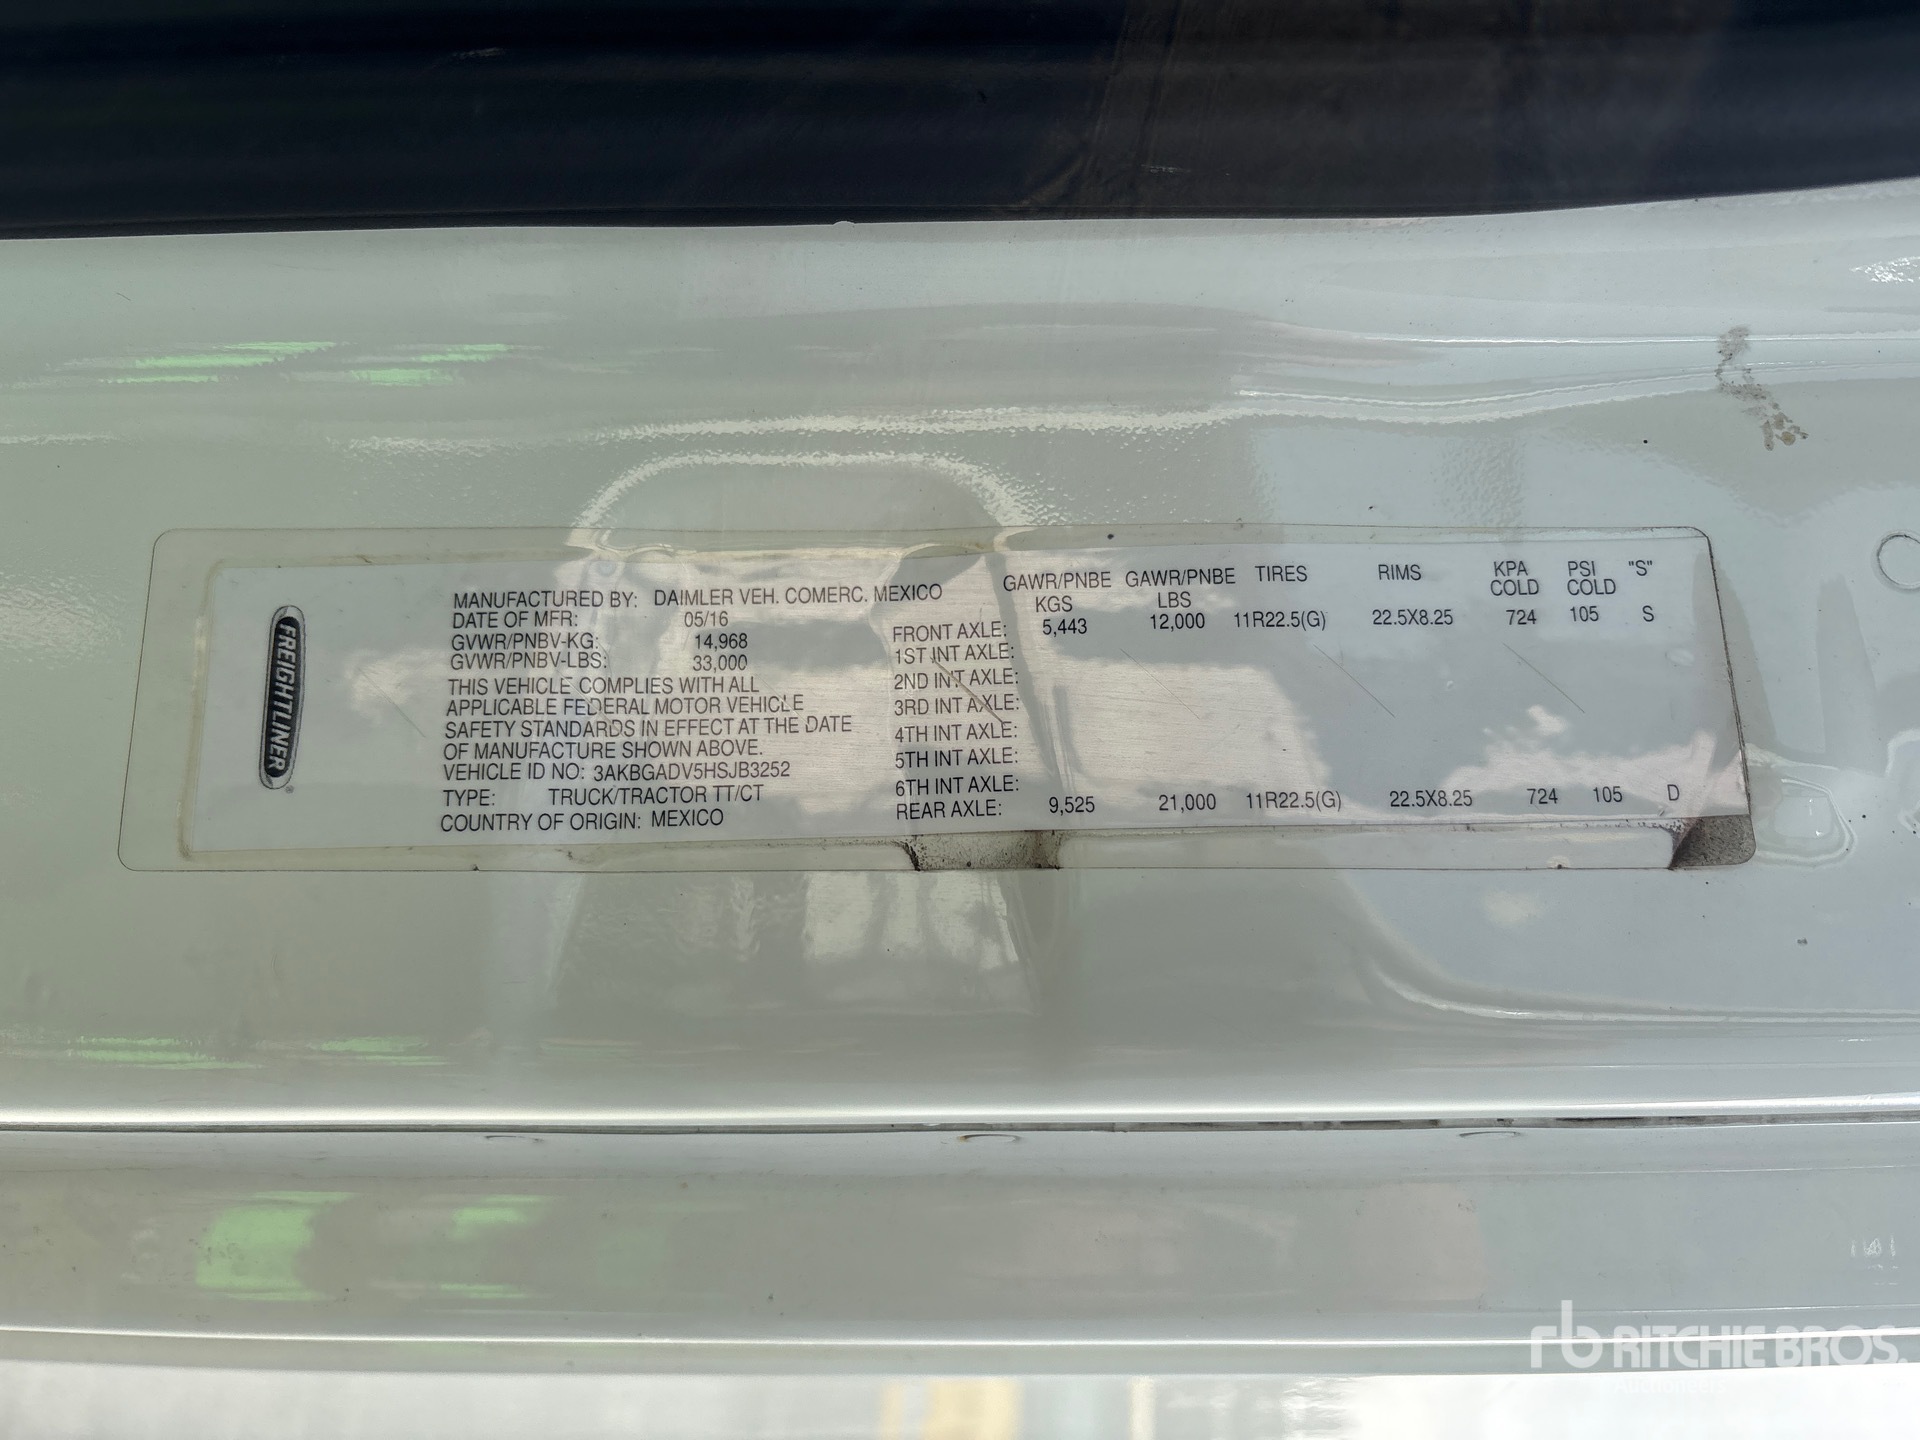 FREIGHTLINER
MANUFACTURED BY: DAIMLER VEH. COMERC. MEXICO
DATE OF MFR: 05/16
GVWR/PNBV-KG: 14,968
GVWR/PNBV-LBS: 33,000
THIS VEHICLE COMPLIES WITH ALL
APPLICABLE FEDERAL MOTOR VEHICLE
SAFETY STANDARDS IN EFFECT AT THE DATE
OF MANUFACTURE SHOWN ABOVE.
VEHICLE ID NO: 3AKBGADV5HSJB3252
TYPE: TRUCK/TRACTOR TT/CT
COUNTRY OF ORIGIN: MEXICO
GAWR/PNBE GAWR/PNBE TIRES RIMS KPA PSI "S"
KGS LBS COLD COLD
FRONT AXLE: 5,443 12,000 11R22.5(G) 22.5X8.25 724 105 S
1ST INT AXLE:
2ND INT AXLE:
3RD INT AXLE:
4TH INT AXLE:
5TH INT AXLE:
6TH INT AXLE:
REAR AXLE: 9,525 21,000 11R22.5(G) 22.5X8.25 724 105 D
rb RITCHIE BROS.
Auctioneers